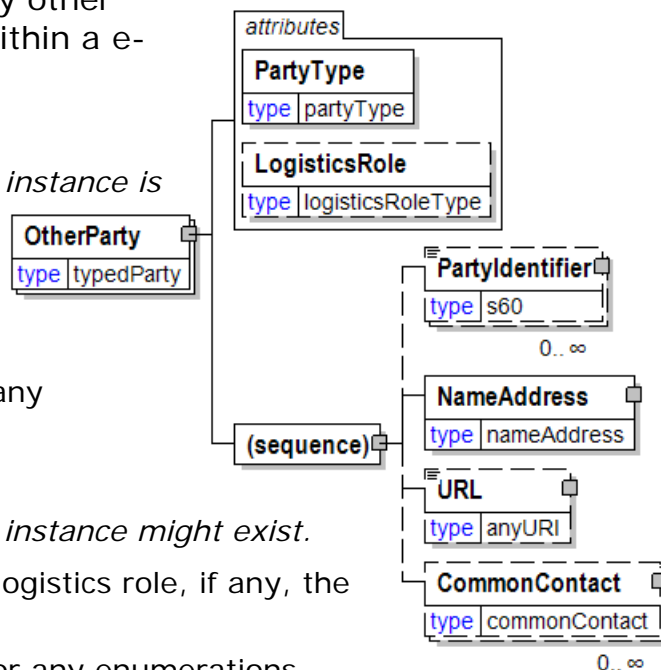 y other
ithin a e-
instance is
any
instance might exist.
logistics role, if any, the
or any enumerations
attributes
PartyType
type partyType
LogisticsRole
type logisticsRoleType
OtherParty
type typedParty
(sequence)
PartyIdentifier
type s60
0.. ∞
NameAddress
type nameAddress
URL
type anyURI
CommonContact
type commonContact
0.. ∞